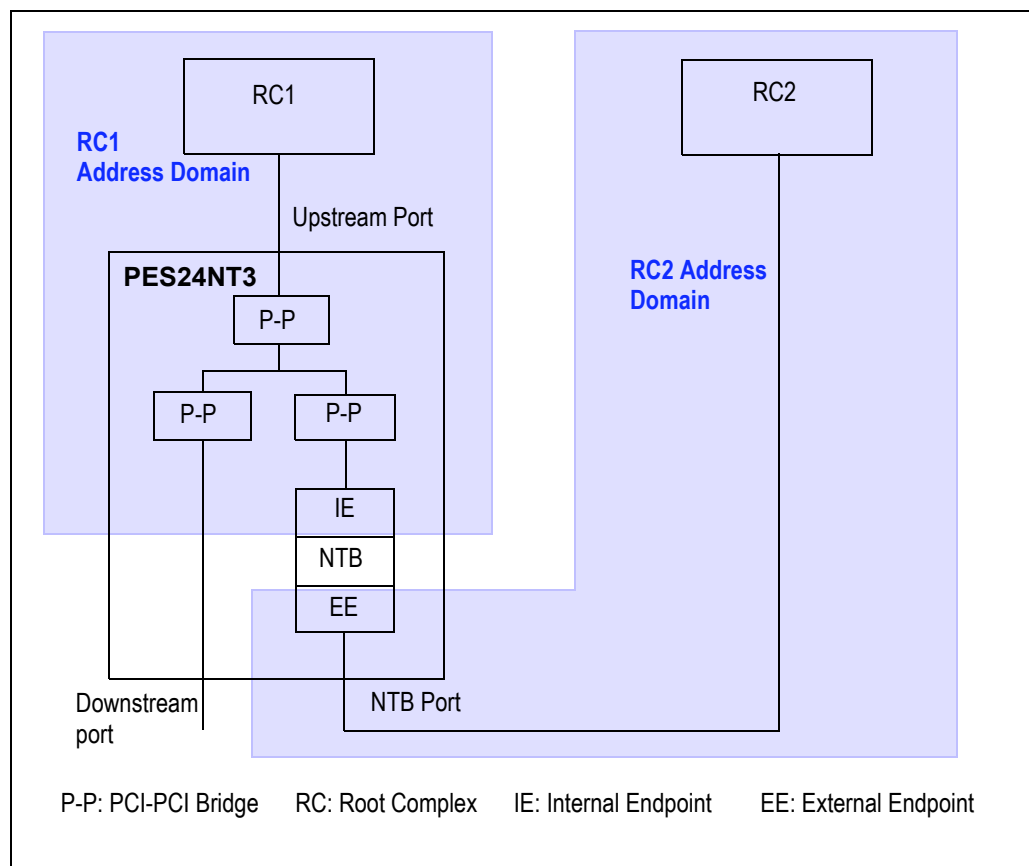 RC1
RC2
RC1
Address Domain
Upstream Port
PES24NT3
RC2 Address
Domain
P-P
P-P
P-P
IE
NTB
EE
Downstream
port
NTB Port
P-P: PCI-PCI Bridge RC: Root Complex IE: Internal Endpoint EE: External Endpoint